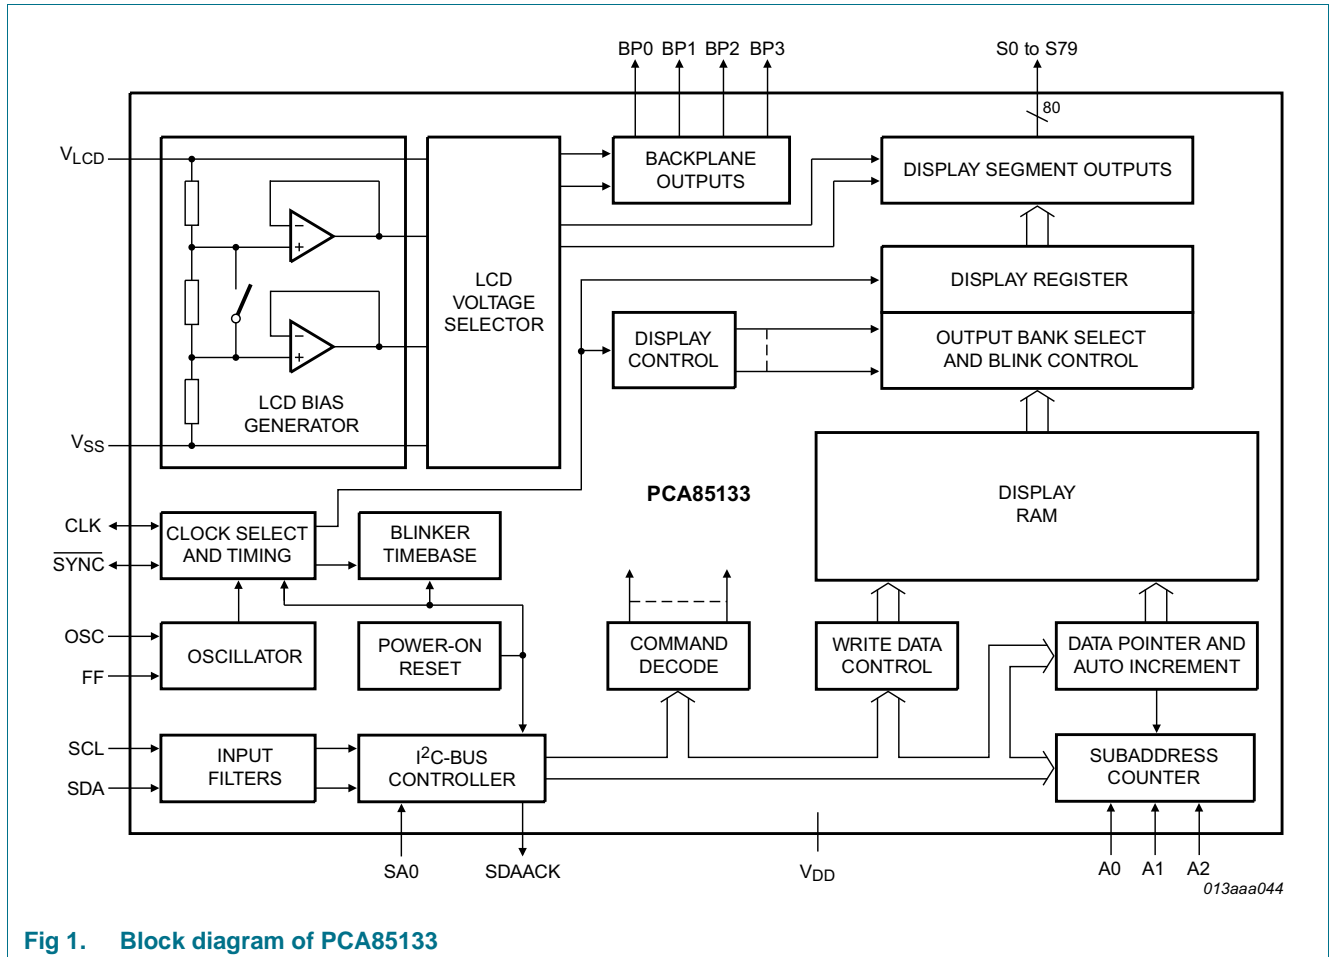 BP0 BP1 BP2 BP3
S0 to S79
80
VLCD
BACKPLANE
OUTPUTS
DISPLAY SEGMENT OUTPUTS
−
+
LCD
VOLTAGE
SELECTOR
DISPLAY REGISTER
−
+
DISPLAY
CONTROL
OUTPUT BANK SELECT
AND BLINK CONTROL
LCD BIAS
GENERATOR
VSS
PCA85133
DISPLAY
RAM
CLK
SYNC
CLOCK SELECT
AND TIMING
BLINKER
TIMEBASE
OSC
FF
OSCILLATOR
POWER-ON
RESET
COMMAND
DECODE
WRITE DATA
CONTROL
DATA POINTER AND
AUTO INCREMENT
SCL
SDA
INPUT
FILTERS
I2C-BUS
CONTROLLER
SUBADDRESS
COUNTER
SA0
SDAACK
VDD
A0 A1 A2
013aaa044
Fig 1. Block diagram of PCA85133